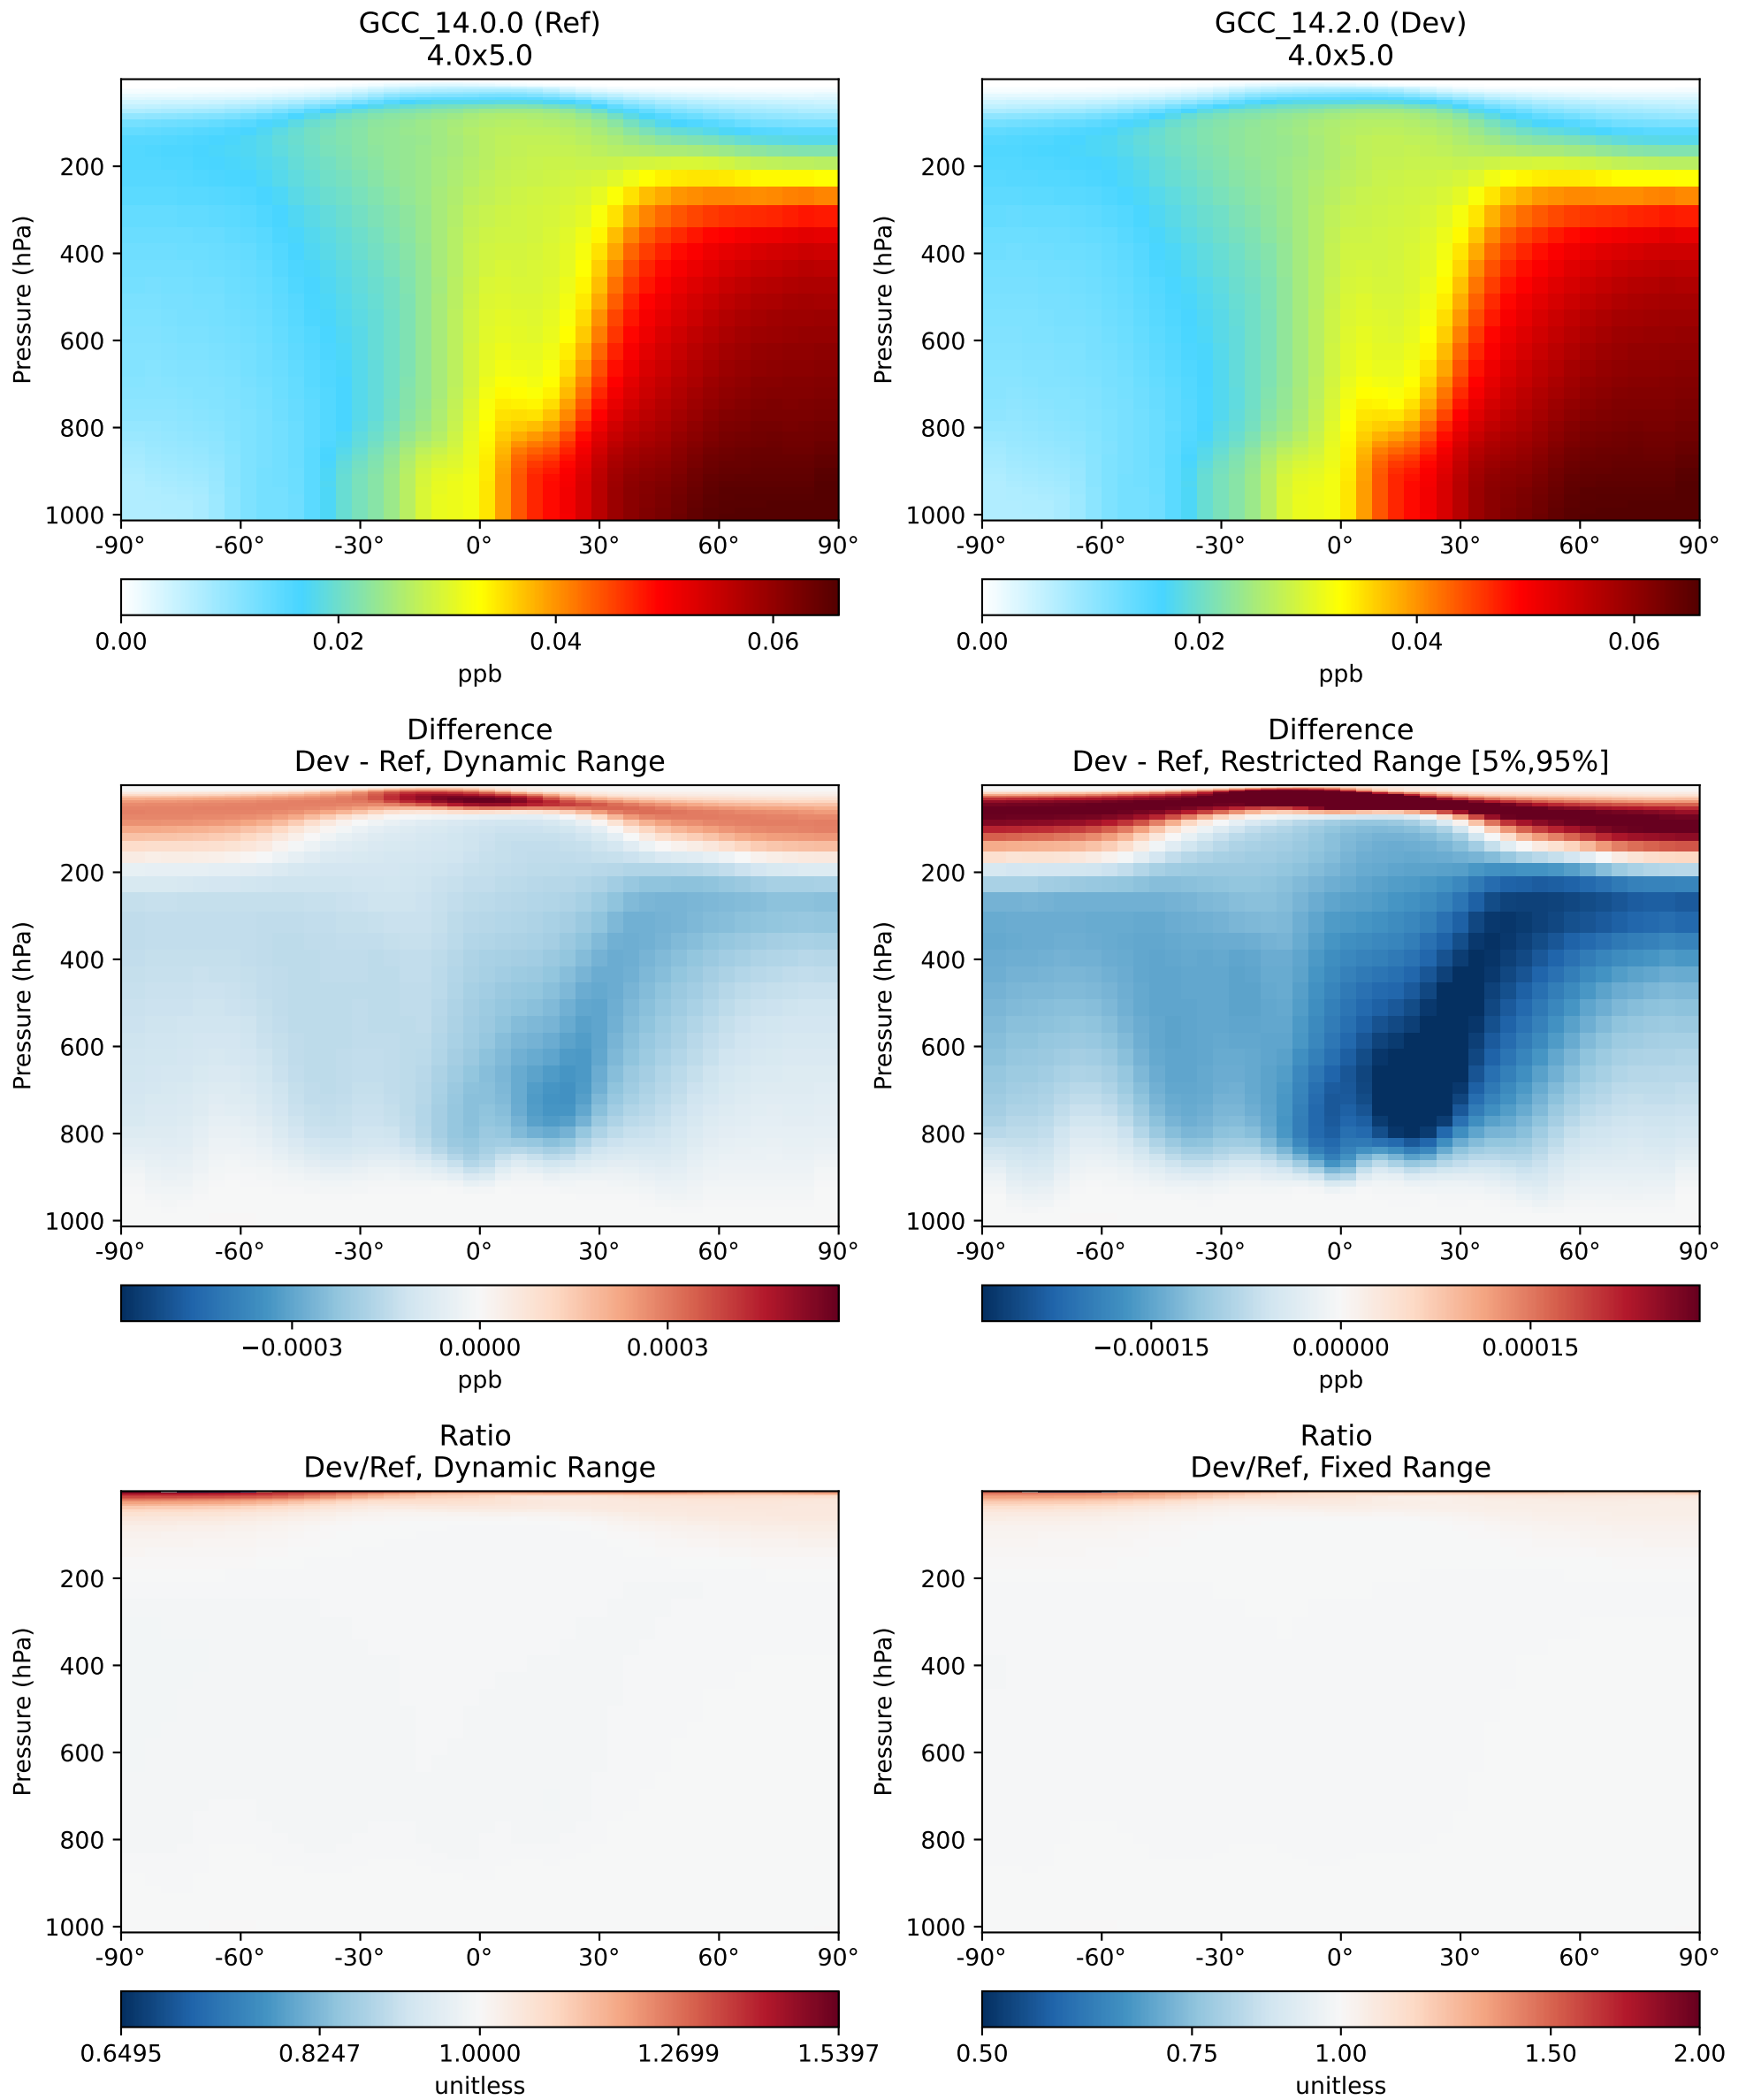 GCC_14.0.0 (Ref)
4.0x5.0
GCC_14.2.0 (Dev)
4.0x5.0
Pressure (hPa)
200
400
600
800
1000
-90° -60° -30° 0° 30° 60° 90°
0.00 0.02 0.04 0.06
ppb
Pressure (hPa)
200
400
600
800
1000
-90° -60° -30° 0° 30° 60° 90°
0.00 0.02 0.04 0.06
ppb
Difference
Dev - Ref, Dynamic Range
Difference
Dev - Ref, Restricted Range [5%,95%]
Pressure (hPa)
200
400
600
800
1000
-90° -60° -30° 0° 30° 60° 90°
−0.0003 0.0000 0.0003
ppb
Pressure (hPa)
200
400
600
800
1000
-90° -60° -30° 0° 30° 60° 90°
−0.00015 0.00000 0.00015
ppb
Ratio
Dev/Ref, Dynamic Range
Ratio
Dev/Ref, Fixed Range
Pressure (hPa)
200
400
600
800
1000
-90° -60° -30° 0° 30° 60° 90°
0.6495 0.8247 1.0000 1.2699 1.5397
unitless
Pressure (hPa)
200
400
600
800
1000
-90° -60° -30° 0° 30° 60° 90°
0.50 0.75 1.00 1.50 2.00
unitless